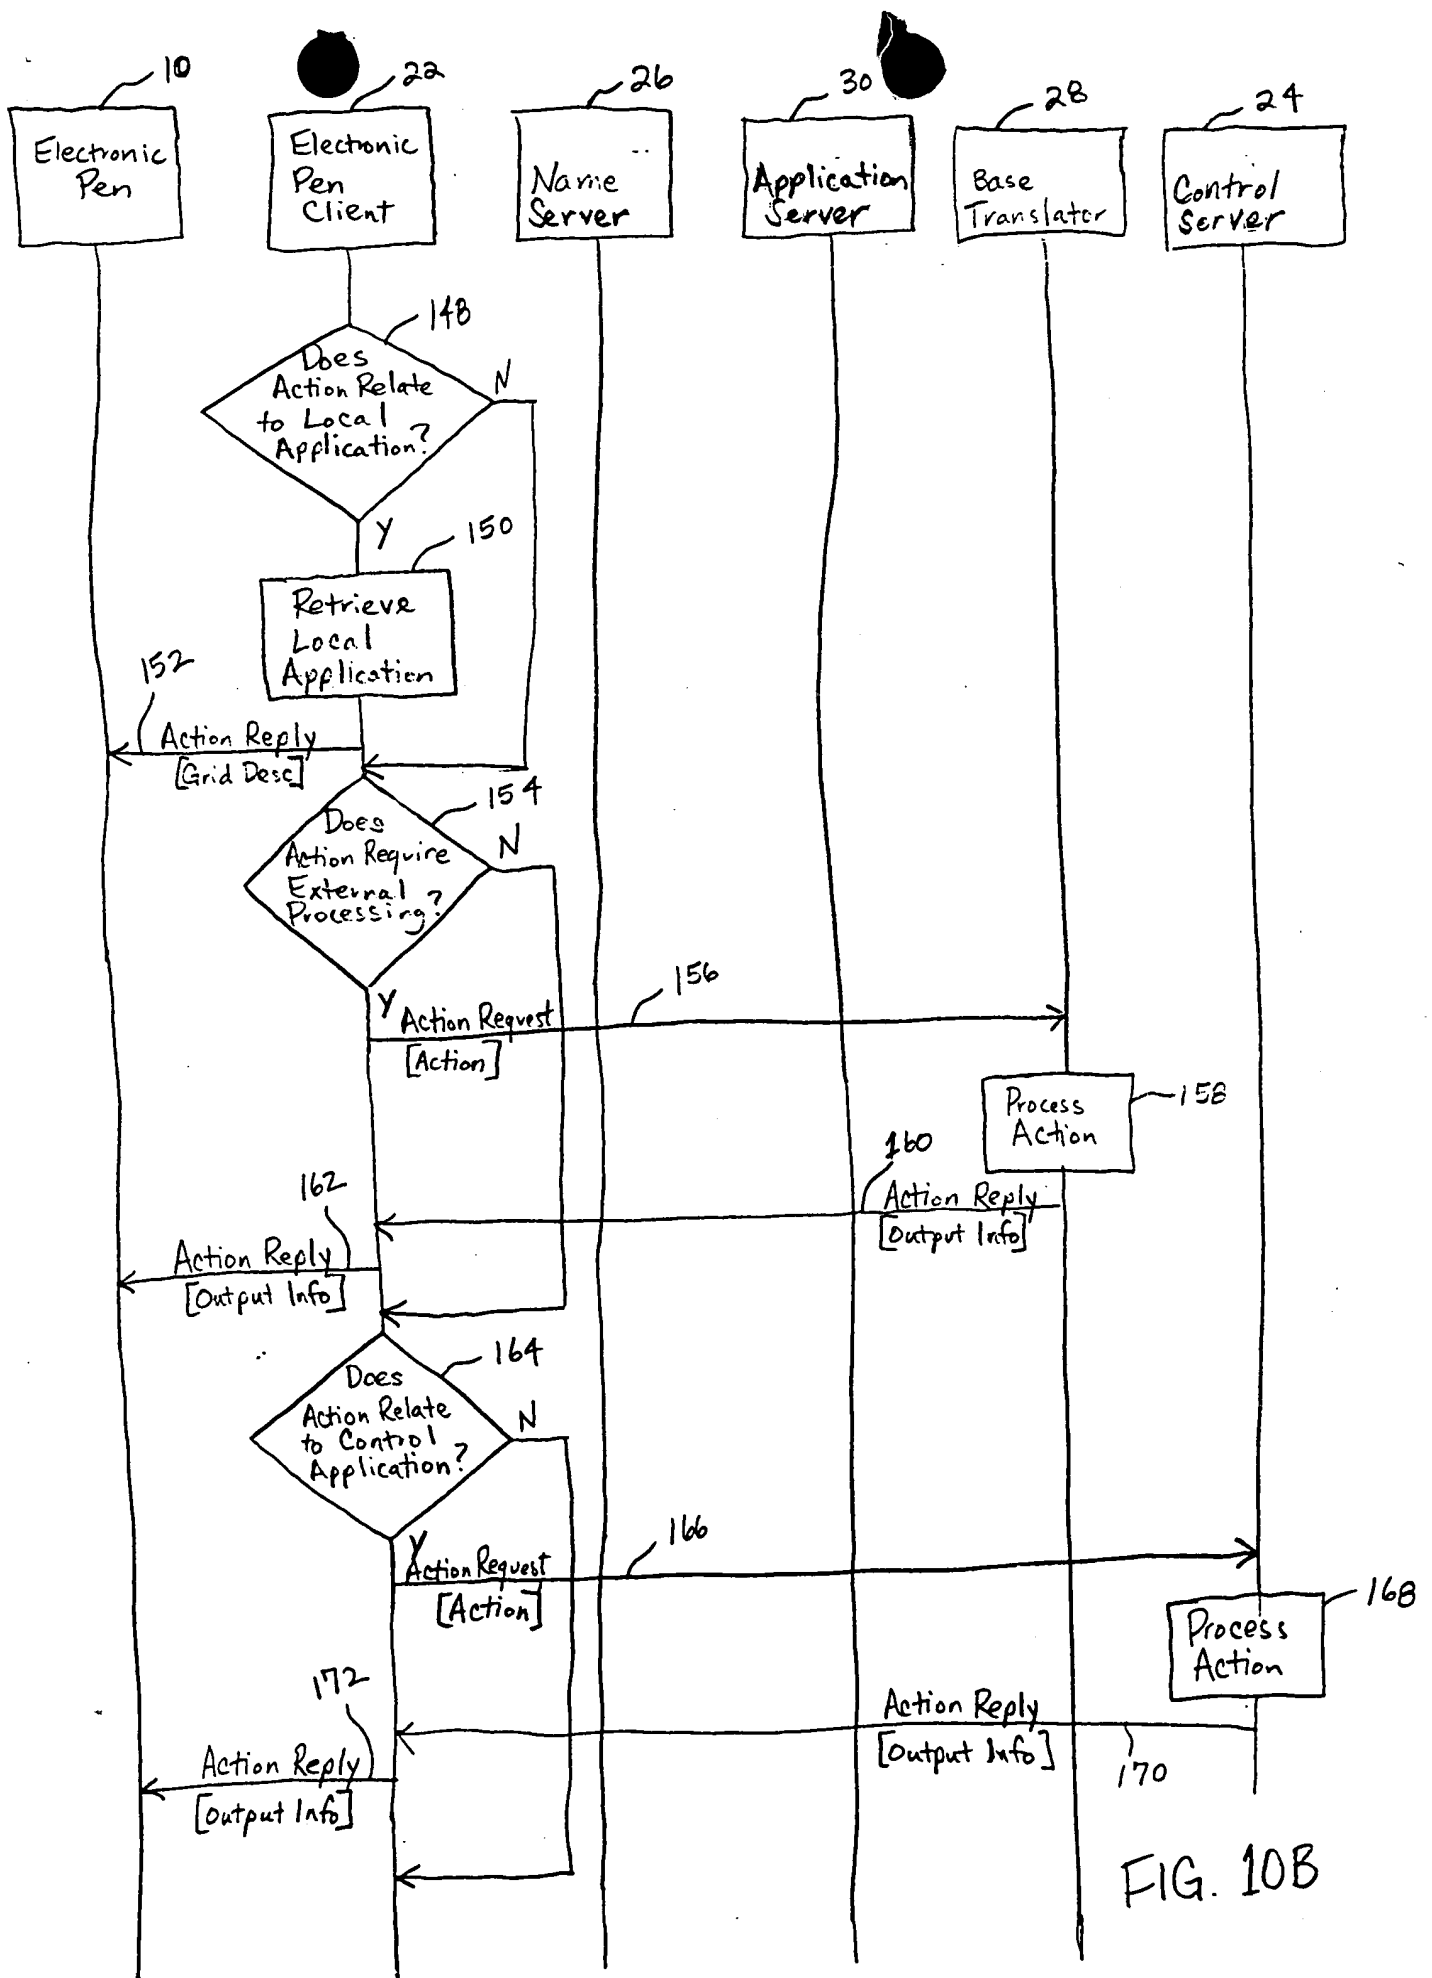 10
22
26
30
28
24
Electronic
Pen
Electronic
Pen
Client
Name
Server
Application
Server
Base
Translator
Control
Server
148
Does
Action Relate
to Local
Application?
N
Y
150
Retrieve
Local
Application
152
Action Reply
[Grid Desc]
154
Does
Action Require
External
Processing?
N
Y
Action Request
[Action]
156
Process
Action
158
160
Action Reply
[Output Info]
162
Action Reply
[Output Info]
164
Does
Action Relate
to Control
Application?
N
Y
Action Request
[Action]
166
168
Process
Action
Action Reply
[Output Info]
170
172
Action Reply
[Output Info]
FIG. 10B